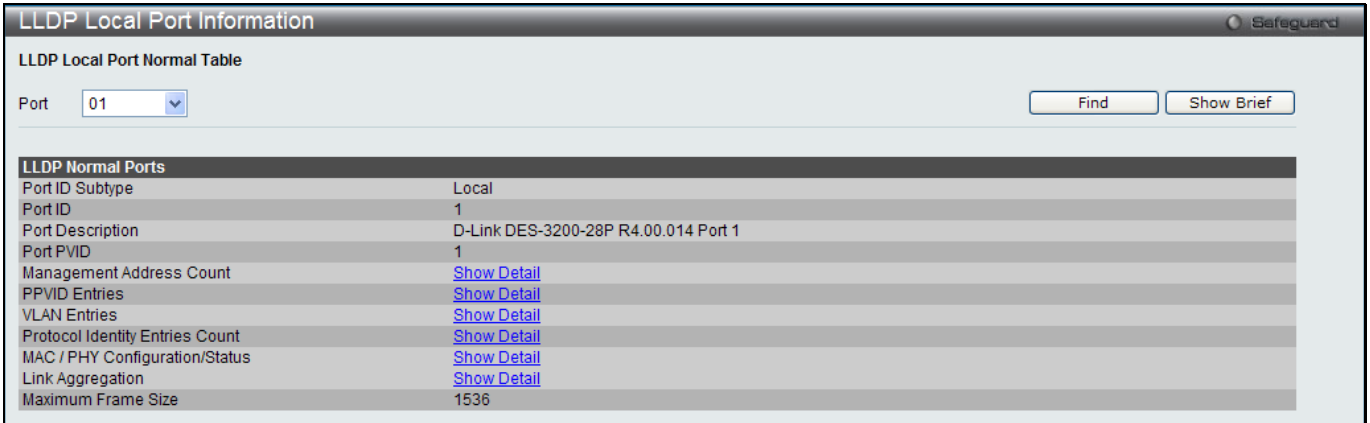 LLDP Local Port Information
Safeguard
LLDP Local Port Normal Table
Port 01 Find Show Brief
LLDP Normal Ports
Port ID Subtype Local
Port ID 1
Port Description D-Link DES-3200-28P R4.00.014 Port 1
Port PVID 1
Management Address Count Show Detail
PPVID Entries Show Detail
VLAN Entries Show Detail
Protocol Identity Entries Count Show Detail
MAC / PHY Configuration/Status Show Detail
Link Aggregation Show Detail
Maximum Frame Size 1536